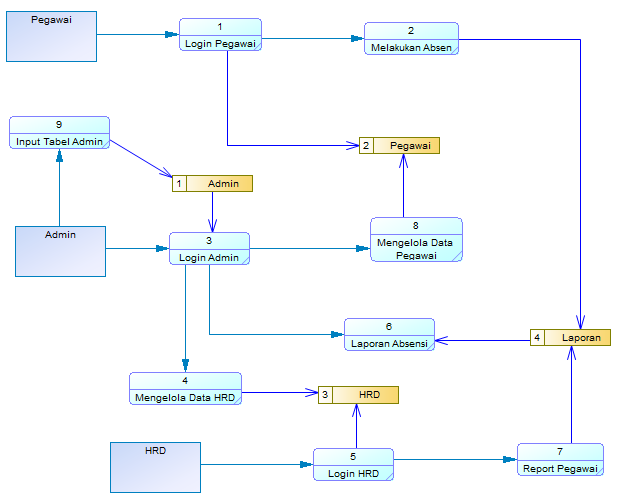 Pegawai
1
Login Pegawai
2
Melakukan Absen
9
Input Tabel Admin
2 Pegawai
1 Admin
Admin
3
Login Admin
8
Mengelola Data
Pegawai
6
Laporan Absensi
4 Laporan
4
Mengelola Data HRD
3 HRD
HRD
5
Login HRD
7
Report Pegawai